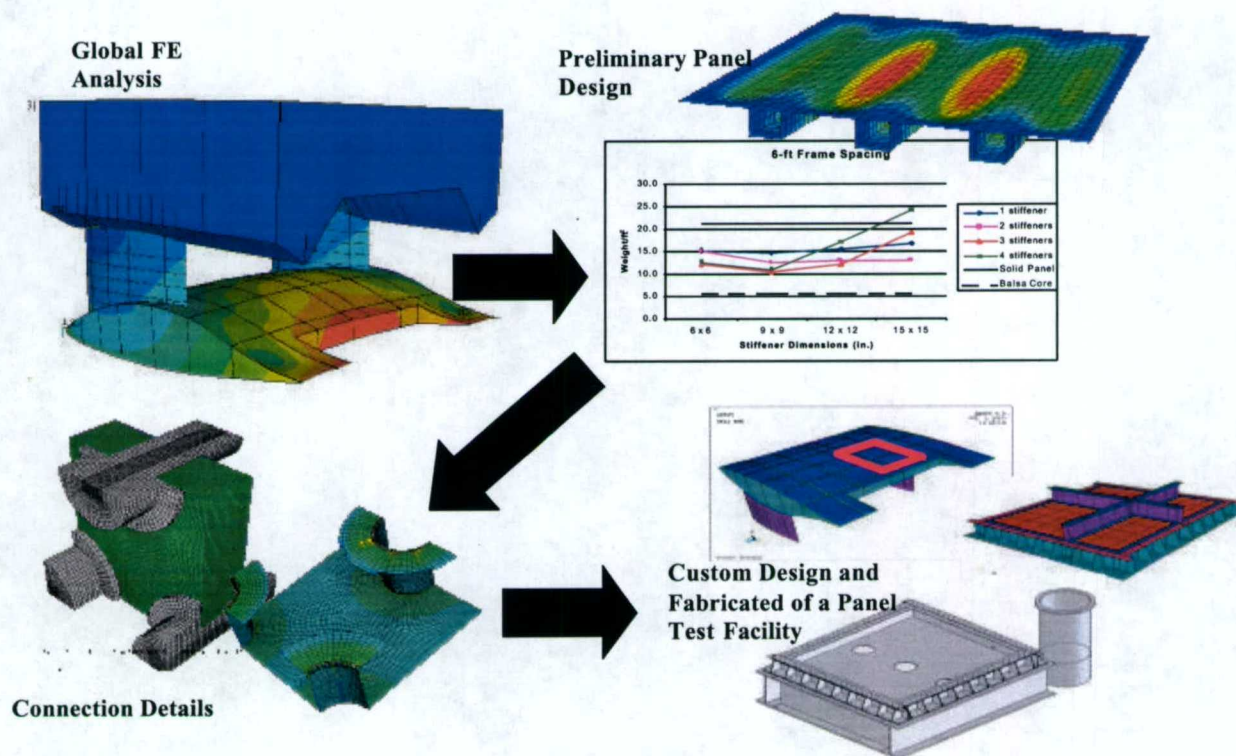 Global FE
Analysis
Preliminary Panel
Design
6-ft Frame Spacing
30.0
25.0
20.0
15.0
10.0
5.0
0.0
Weight/ft²
6 x 6
9 x 9
12 x 12
15 x 15
Stiffener Dimensions (in.)
1 stiffener
2 stiffeners
3 stiffeners
4 stiffeners
Solid Panel
Balsa Core
Connection Details
Custom Design and
Fabricated of a Panel
Test Facility